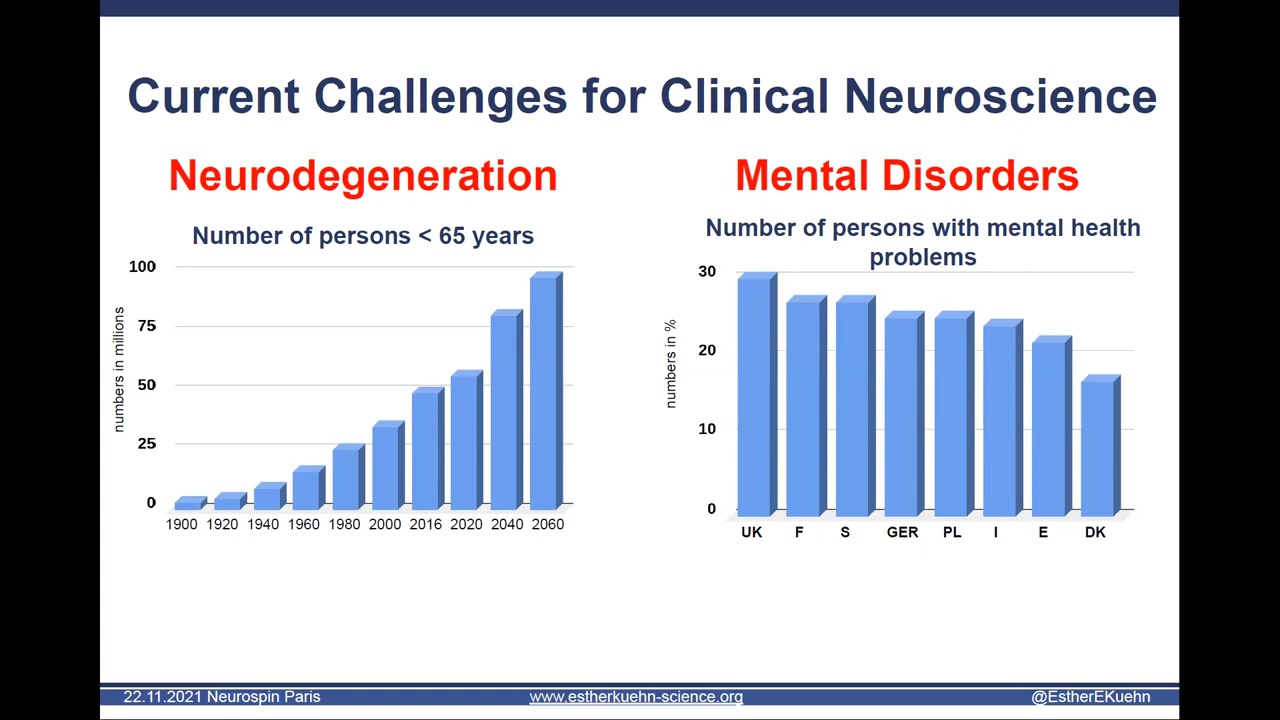 Current Challenges for Clinical Neuroscience
Neurodegeneration
Number of persons < 65 years
numbers in millions
100
75
50
25
0
1900 1920 1940 1960 1980 2000 2016 2020 2040 2060
Mental Disorders
Number of persons with mental health
problems
numbers in %
30
20
10
0
UK F S GER PL I E DK
22.11.2021 Neurospin Paris
www.estherkuehn-science.org
@EstherEKuehn